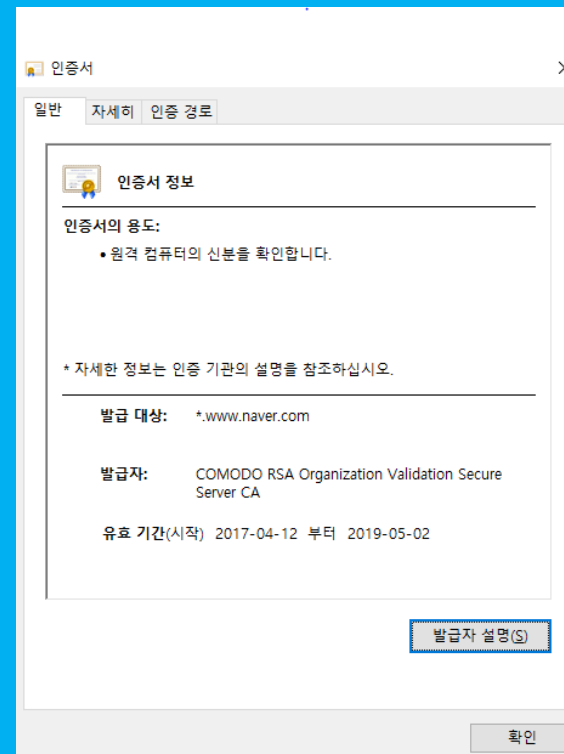 인증서
일반 자세히 인증 경로
인증서 정보
인증서의 용도:
• 원격 컴퓨터의 신분을 확인합니다.
* 자세한 정보는 인증 기관의 설명을 참조하십시오.
발급 대상: *.www.naver.com
발급자: COMODO RSA Organization Validation Secure
Server CA
유효 기간(시작) 2017-04-12 부터 2019-05-02
발급자 설명(S)
확인